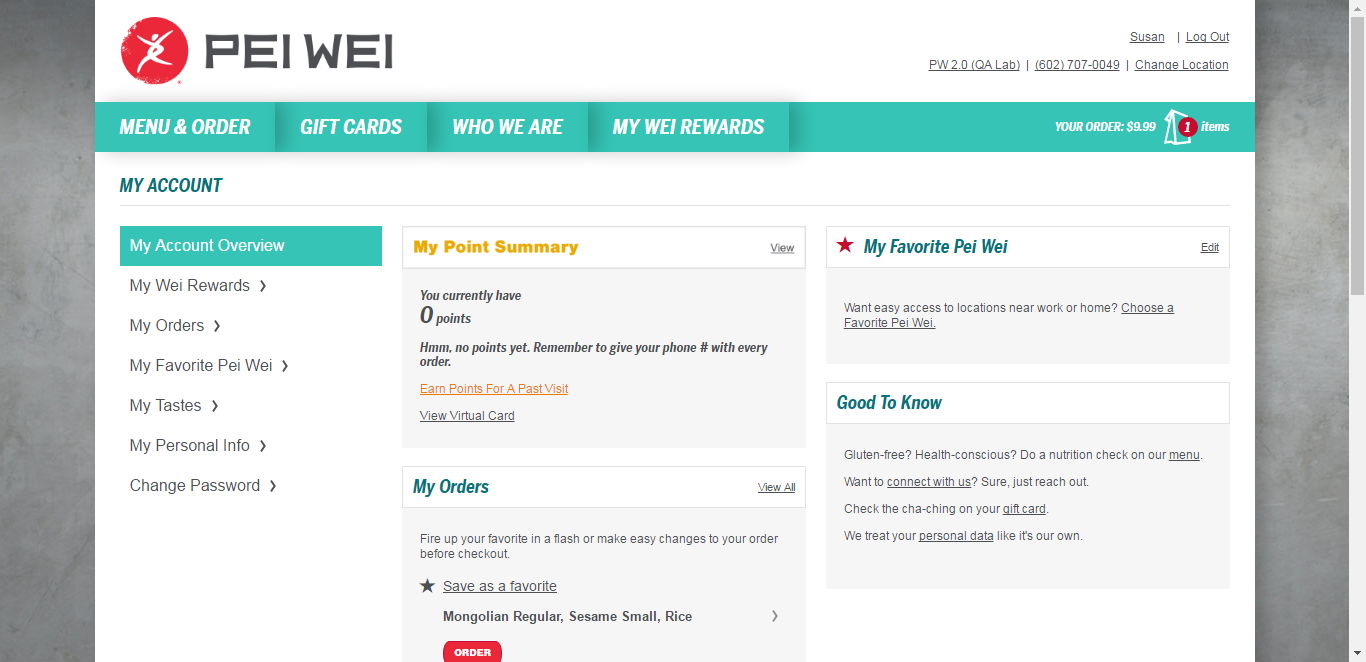 PEI WEI
Susan | Log Out
PW 2.0 (QA Lab) | (602) 707-0049 | Change Location
MENU & ORDER
GIFT CARDS
WHO WE ARE
MY WEI REWARDS
YOUR ORDER: $9.99 1 items
MY ACCOUNT
My Account Overview
My Wei Rewards
My Orders
My Favorite Pei Wei
My Tastes
My Personal Info
Change Password
My Point Summary
View
You currently have
0 points
Hmm, no points yet. Remember to give your phone # with every
order.
Earn Points For A Past Visit
View Virtual Card
My Orders
View All
Fire up your favorite in a flash or make easy changes to your order
before checkout.
Save as a favorite
Mongolian Regular, Sesame Small, Rice
ORDER
My Favorite Pei Wei
Edit
Want easy access to locations near work or home? Choose a
Favorite Pei Wei.
Good To Know
Gluten-free? Health-conscious? Do a nutrition check on our menu.
Want to connect with us? Sure, just reach out.
Check the cha-ching on your gift card.
We treat your personal data like it's our own.